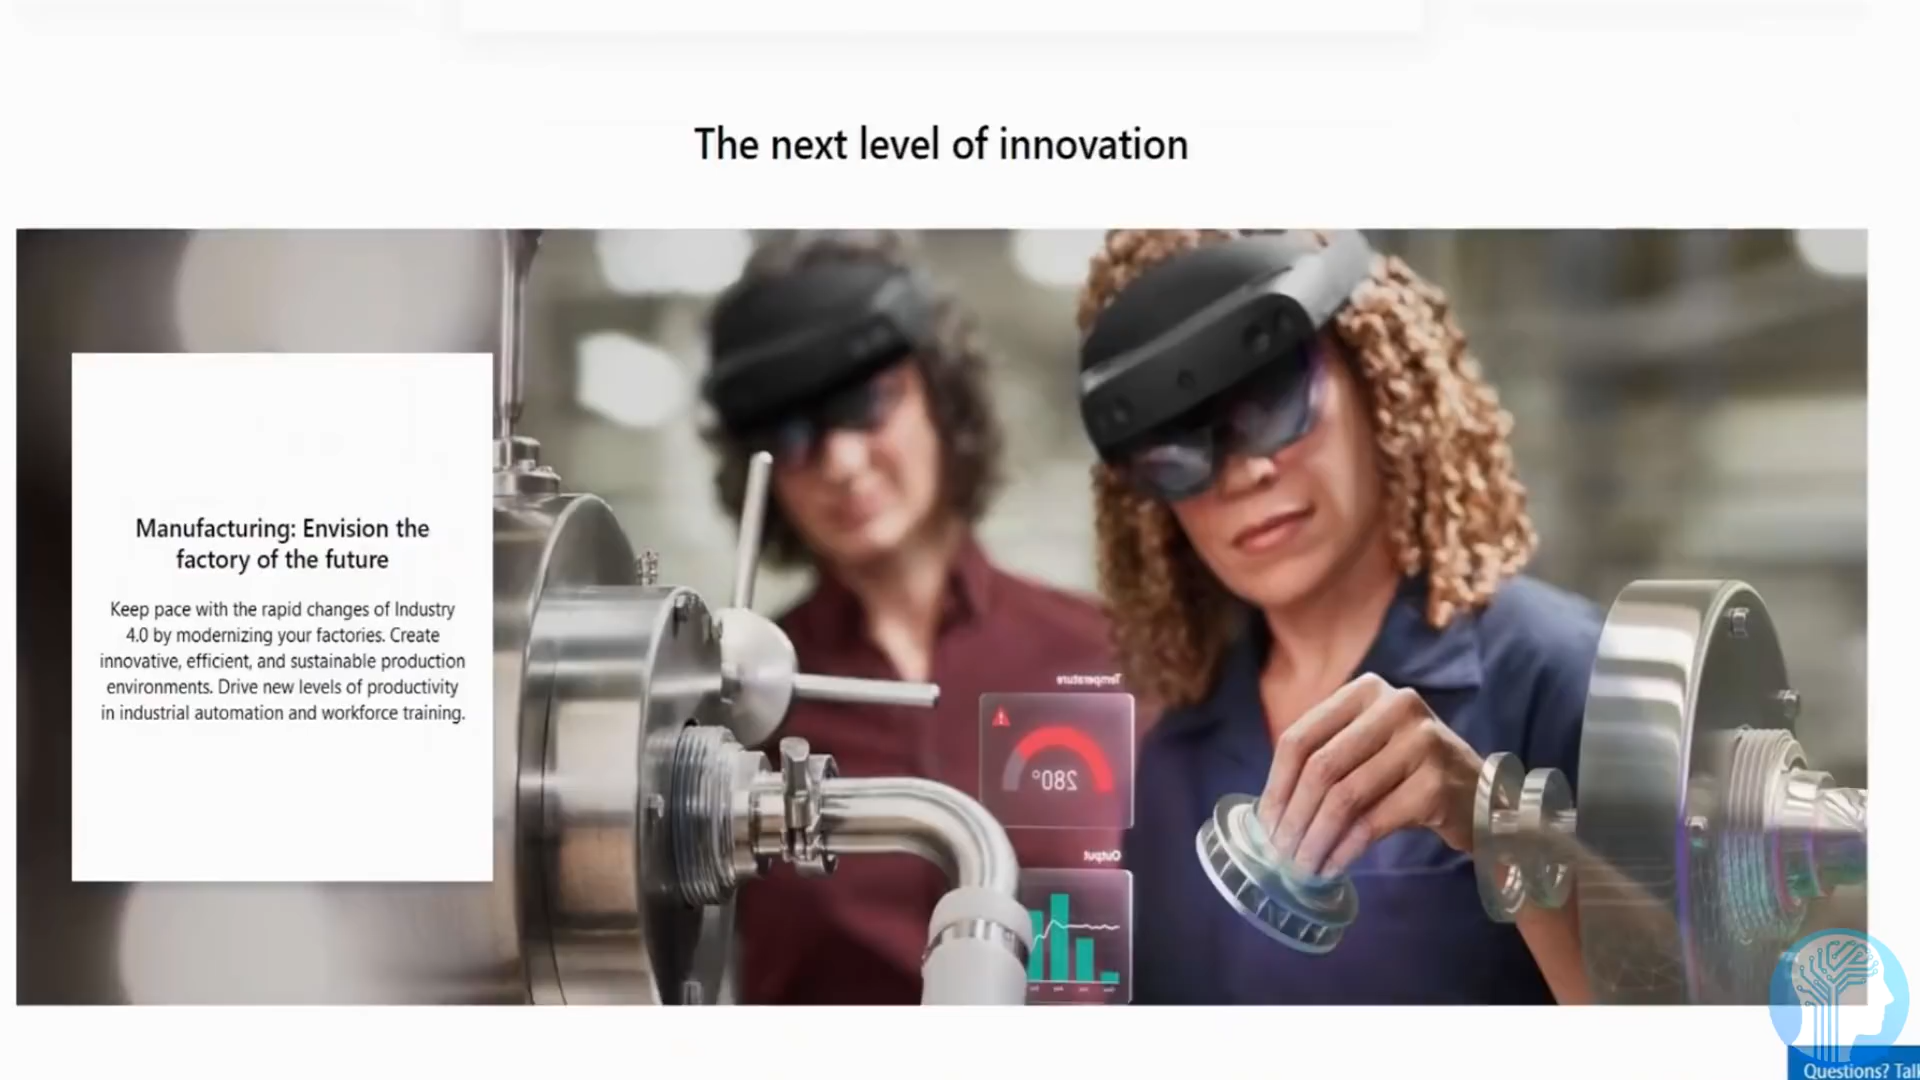 The next level of innovation
Manufacturing: Envision the
factory of the future
Keep pace with the rapid changes of Industry
4.0 by modernizing your factories. Create
innovative, efficient, and sustainable production
environments. Drive new levels of productivity
in industrial automation and workforce training.
Temperature
280°
Output
Questions? Talk